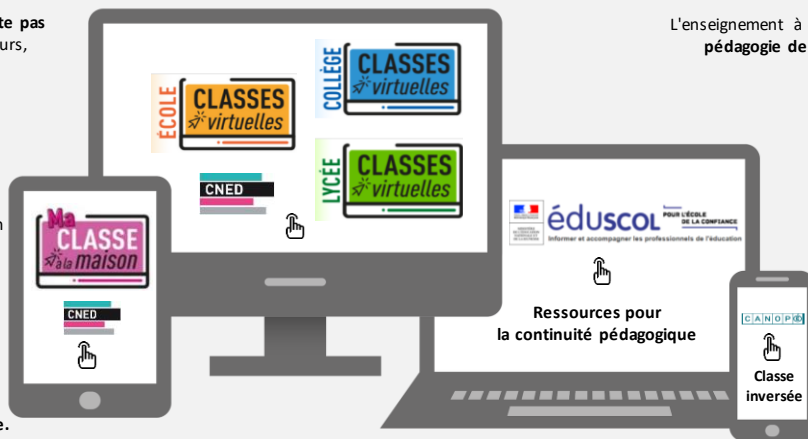 te pas
urs,
L'enseignement à
pédagogie de
ÉCOLE
CLASSES
virtuelles
COLLÈGE
CLASSES
virtuelles
CNED
LYCÉE
CLASSES
virtuelles
n
Ma
CLASSE
à la maison
CNED
éduscol
POUR L'ÉCOLE
DE LA CONFIANCE
Informer et accompagner les professionnels de l'éducation
Ressources pour
la continuité pédagogique
CANOPÉ
Classe
inversée
e.